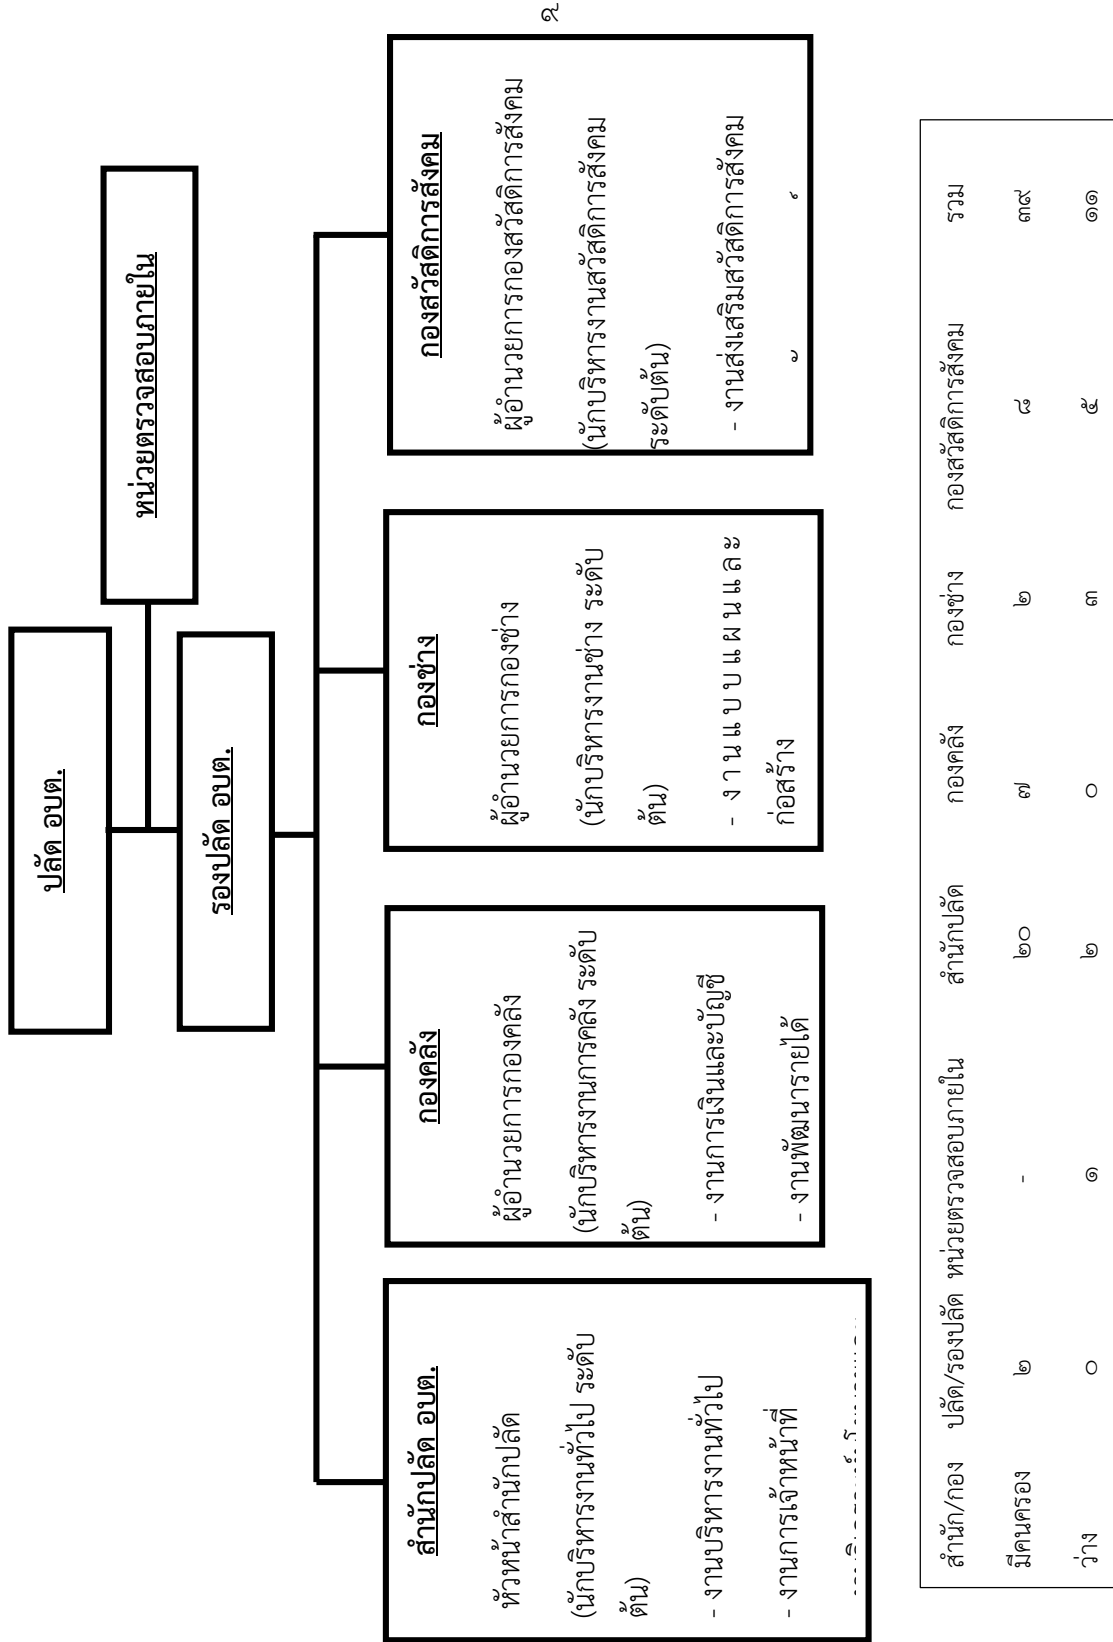 ๙
ปลัด อบต.
หน่วยตรวจสอบภายใน
รองปลัด อบต.
สำนักปลัด อบต.
หัวหน้าสำนักปลัด
(นักบริหารงานทั่วไป ระดับ
ต้น)
- งานบริหารงานทั่วไป
- งานการเจ้าหน้าที่
กองคลัง
ผู้อำนวยการกองคลัง
(นักบริหารงานการคลัง ระดับ
ต้น)
- งานการเงินและบัญชี
- งานพัฒนารายได้
กองช่าง
ผู้อำนวยการกองช่าง
(นักบริหารงานช่าง ระดับ
ต้น)
- ง า น แ บ บ แ ผ น แ ล ะ
ก่อสร้าง
กองสวัสดิการสังคม
ผู้อำนวยการกองสวัสดิการสังคม
(นักบริหารงานสวัสดิการสังคม
ระดับต้น)
- งานส่งเสริมสวัสดิการสังคม
สำนัก/กอง ปลัด/รองปลัด หน่วยตรวจสอบภายใน สำนักปลัด กองคลัง กองช่าง กองสวัสดิการสังคม รวม
มีคนครอง ๒ - ๒๐ ๗ ๒ ๘ ๓๙
ว่าง ๐ ๑ ๒ ๐ ๓ ๕ ๑๑